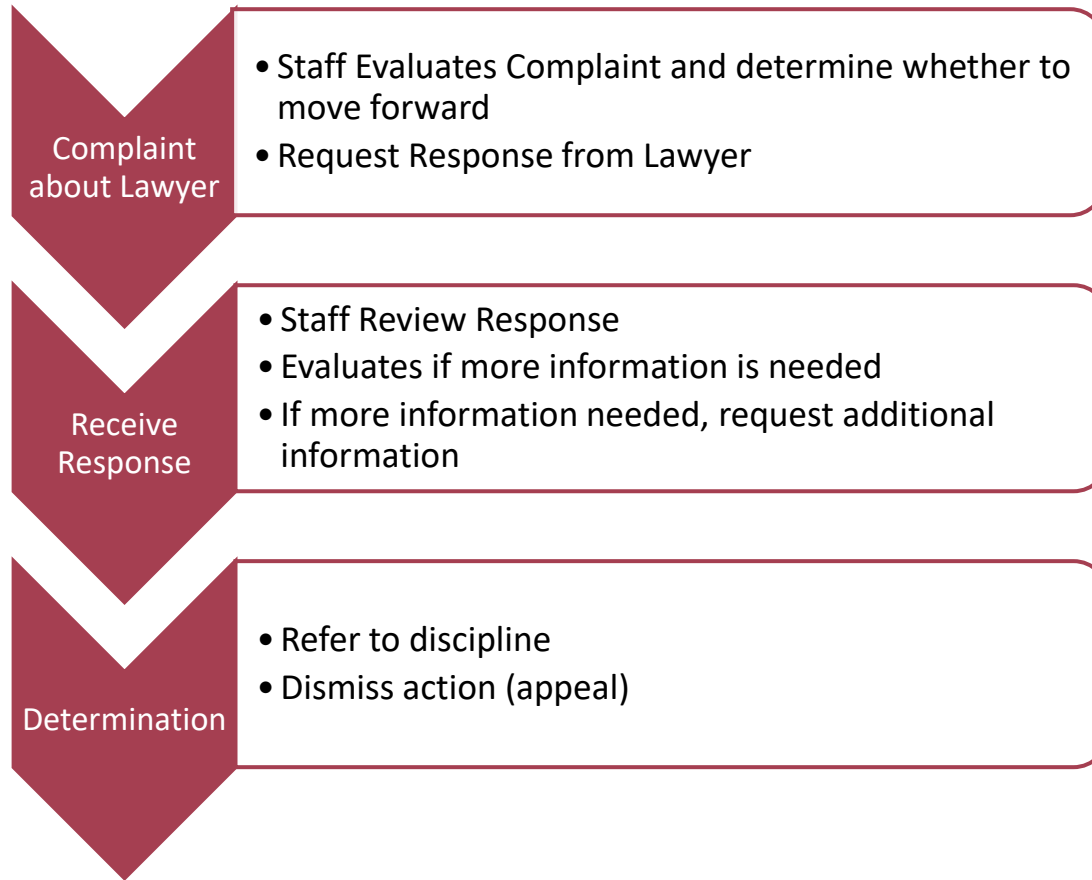 Complaint
about Lawyer
• Staff Evaluates Complaint and determine whether to
move forward
• Request Response from Lawyer
Receive
Response
• Staff Review Response
• Evaluates if more information is needed
• If more information needed, request additional
information
Determination
• Refer to discipline
• Dismiss action (appeal)